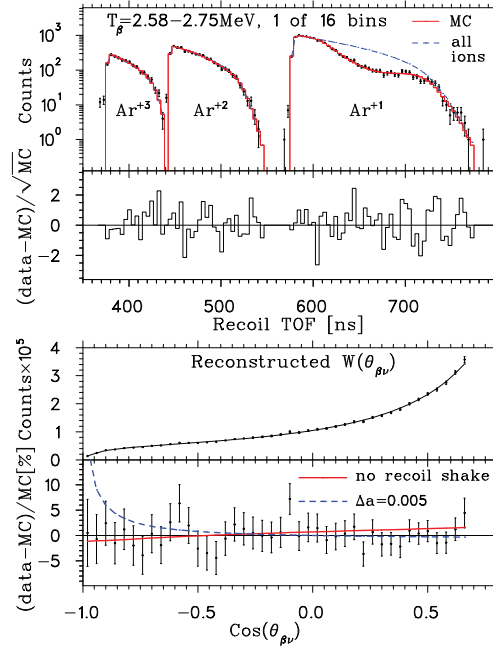 T_β=2.58−2.75MeV, 1 of 16 bins
MC
all ions
Counts
10³
10²
10¹
10⁰
Ar⁺³
Ar⁺²
Ar⁺¹
(data−MC)/√MC
2
0
−2
400
500
600
700
Recoil TOF [ns]
Reconstructed W(θ_βν)
Counts×10⁵
4
3
2
1
0
(data−MC)/MC[%]
no recoil shake
Δa=0.005
10
5
0
−5
−1.0
−0.5
0.0
0.5
Cos(θ_βν)